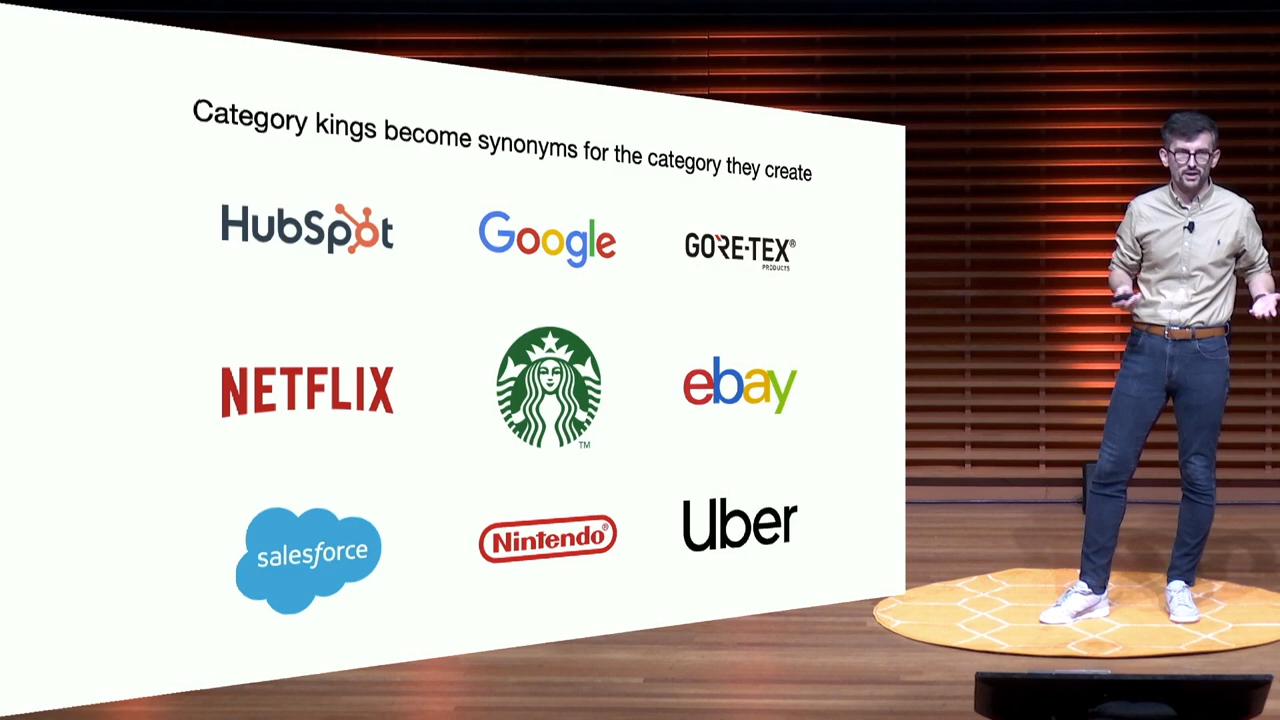 Category kings become synonyms for the category they create
HubSpot Google GORE-TEX®
PRODUCTS
NETFLIX ebay
TM
salesforce Nintendo® Uber